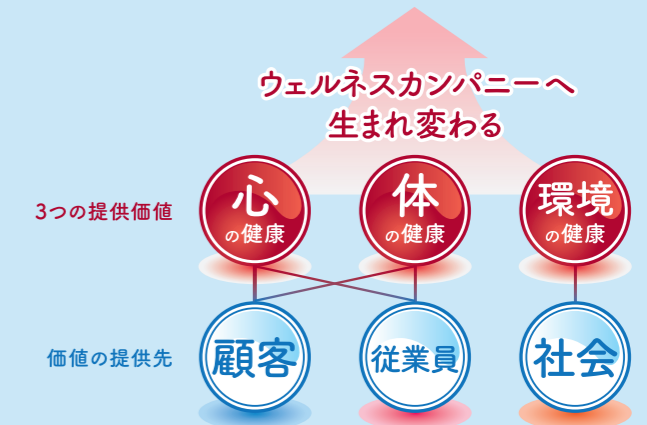 ウェルネスカンパニーへ
生まれ変わる
3つの提供価値
心
の健康
体
の健康
環境
の健康
価値の提供先
顧客
従業員
社会